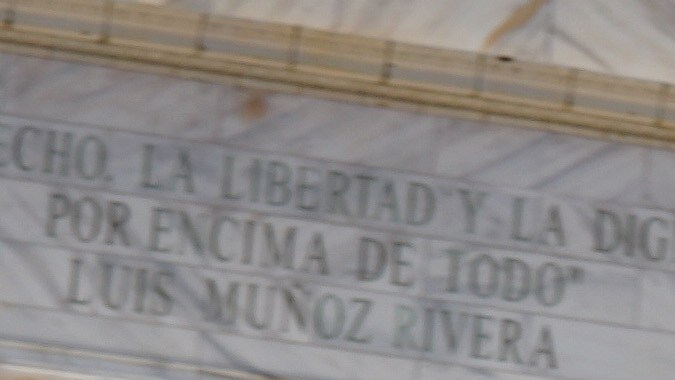 ECHO. LA LIBERTAD Y LA DIG
POR ENCIMA DE TODO"
LUIS MUÑOZ RIVERA